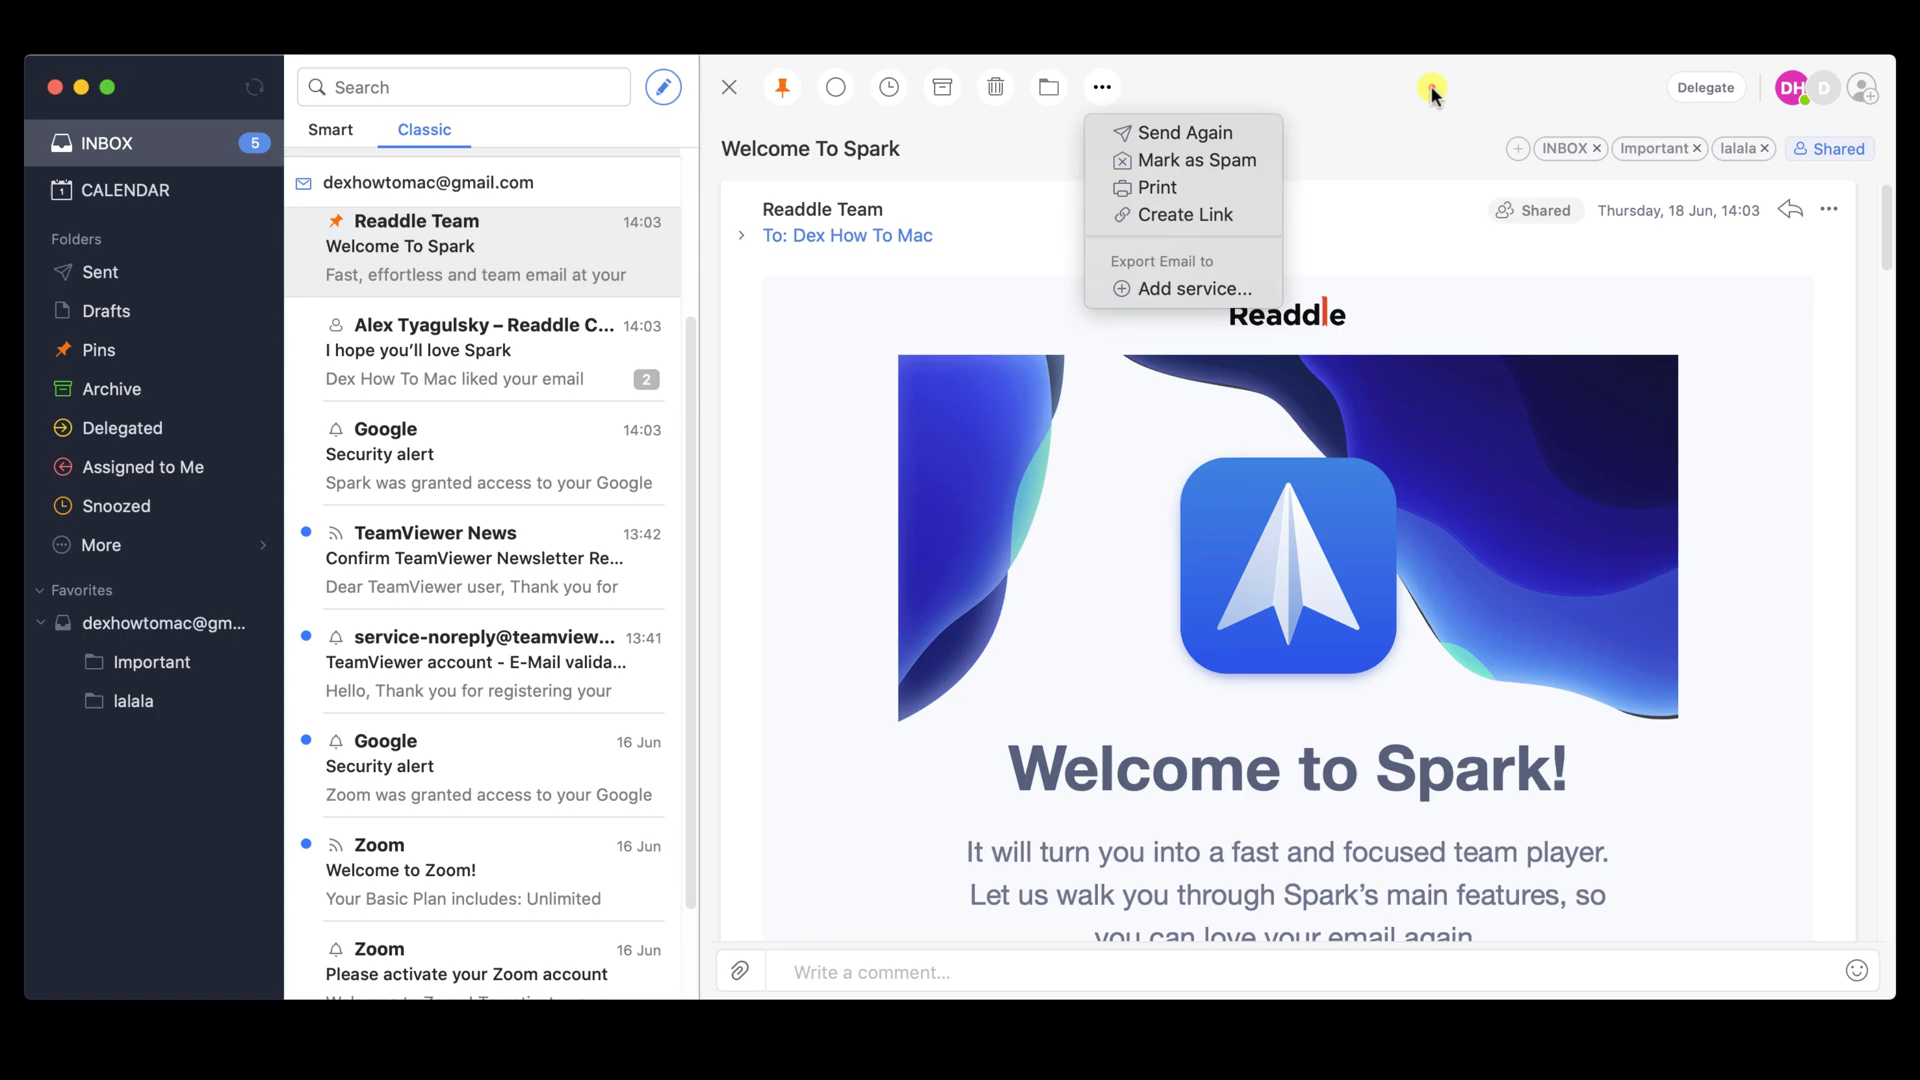 Search
Smart
Classic
INBOX
5
CALENDAR
Folders
Sent
Drafts
Pins
Archive
Delegated
Assigned to Me
Snoozed
More
Favorites
dexhowtomac@gm...
Important
lalala
dexhowtomac@gmail.com
Readdle Team 14:03
Welcome To Spark
Fast, effortless and team email at your
Alex Tyagulsky – Readdle C... 14:03
I hope you'll love Spark
Dex How To Mac liked your email 2
Google 14:03
Security alert
Spark was granted access to your Google
TeamViewer News 13:42
Confirm TeamViewer Newsletter Re...
Dear TeamViewer user, Thank you for
service-noreply@teamview... 13:41
TeamViewer account - E-Mail valida...
Hello, Thank you for registering your
Google 16 Jun
Security alert
Zoom was granted access to your Google
Zoom 16 Jun
Welcome to Zoom!
Your Basic Plan includes: Unlimited
Zoom 16 Jun
Please activate your Zoom account
Delegate
DH
D
Welcome To Spark
INBOX
Important
lalala
Shared
Send Again
Mark as Spam
Print
Create Link
Export Email to
Add service...
Readdle Team
To: Dex How To Mac
Shared
Thursday, 18 Jun, 14:03
Readdle
Welcome to Spark!
It will turn you into a fast and focused team player.
Let us walk you through Spark's main features, so
you can love your email again
Write a comment...